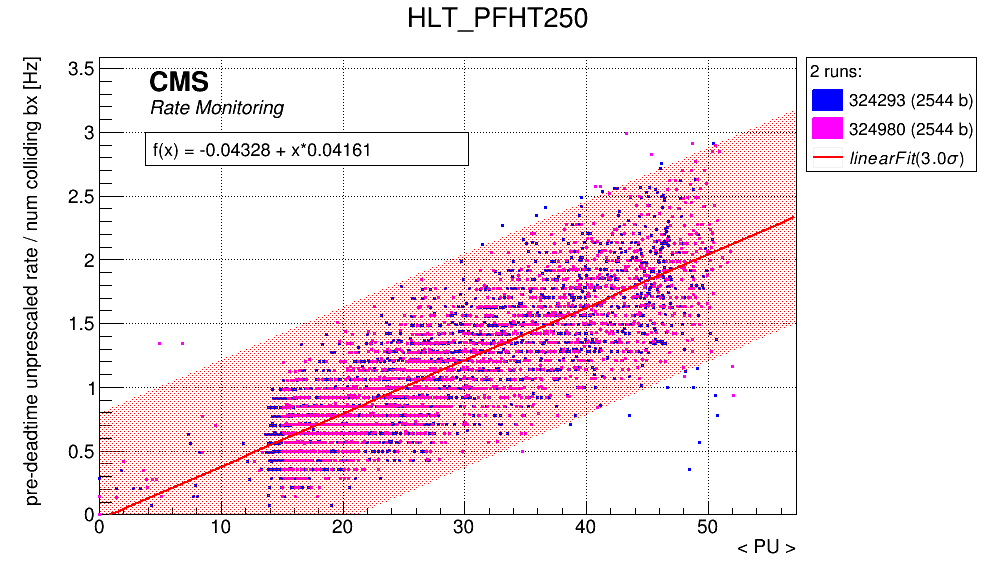 HLT_PFHT250
pre-deadtime unprescaled rate / num colliding bx [Hz]
3.5
3
2.5
2
1.5
1
0.5
0
CMS
Rate Monitoring
f(x) = -0.04328 + x*0.04161
0 10 20 30 40 50
< PU >
2 runs:
324293 (2544 b)
324980 (2544 b)
linearFit(3.0σ)